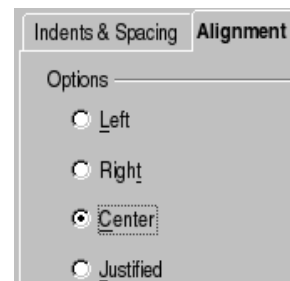 Indents & Spacing Alignment
Options
Left
Right
Center
Justified